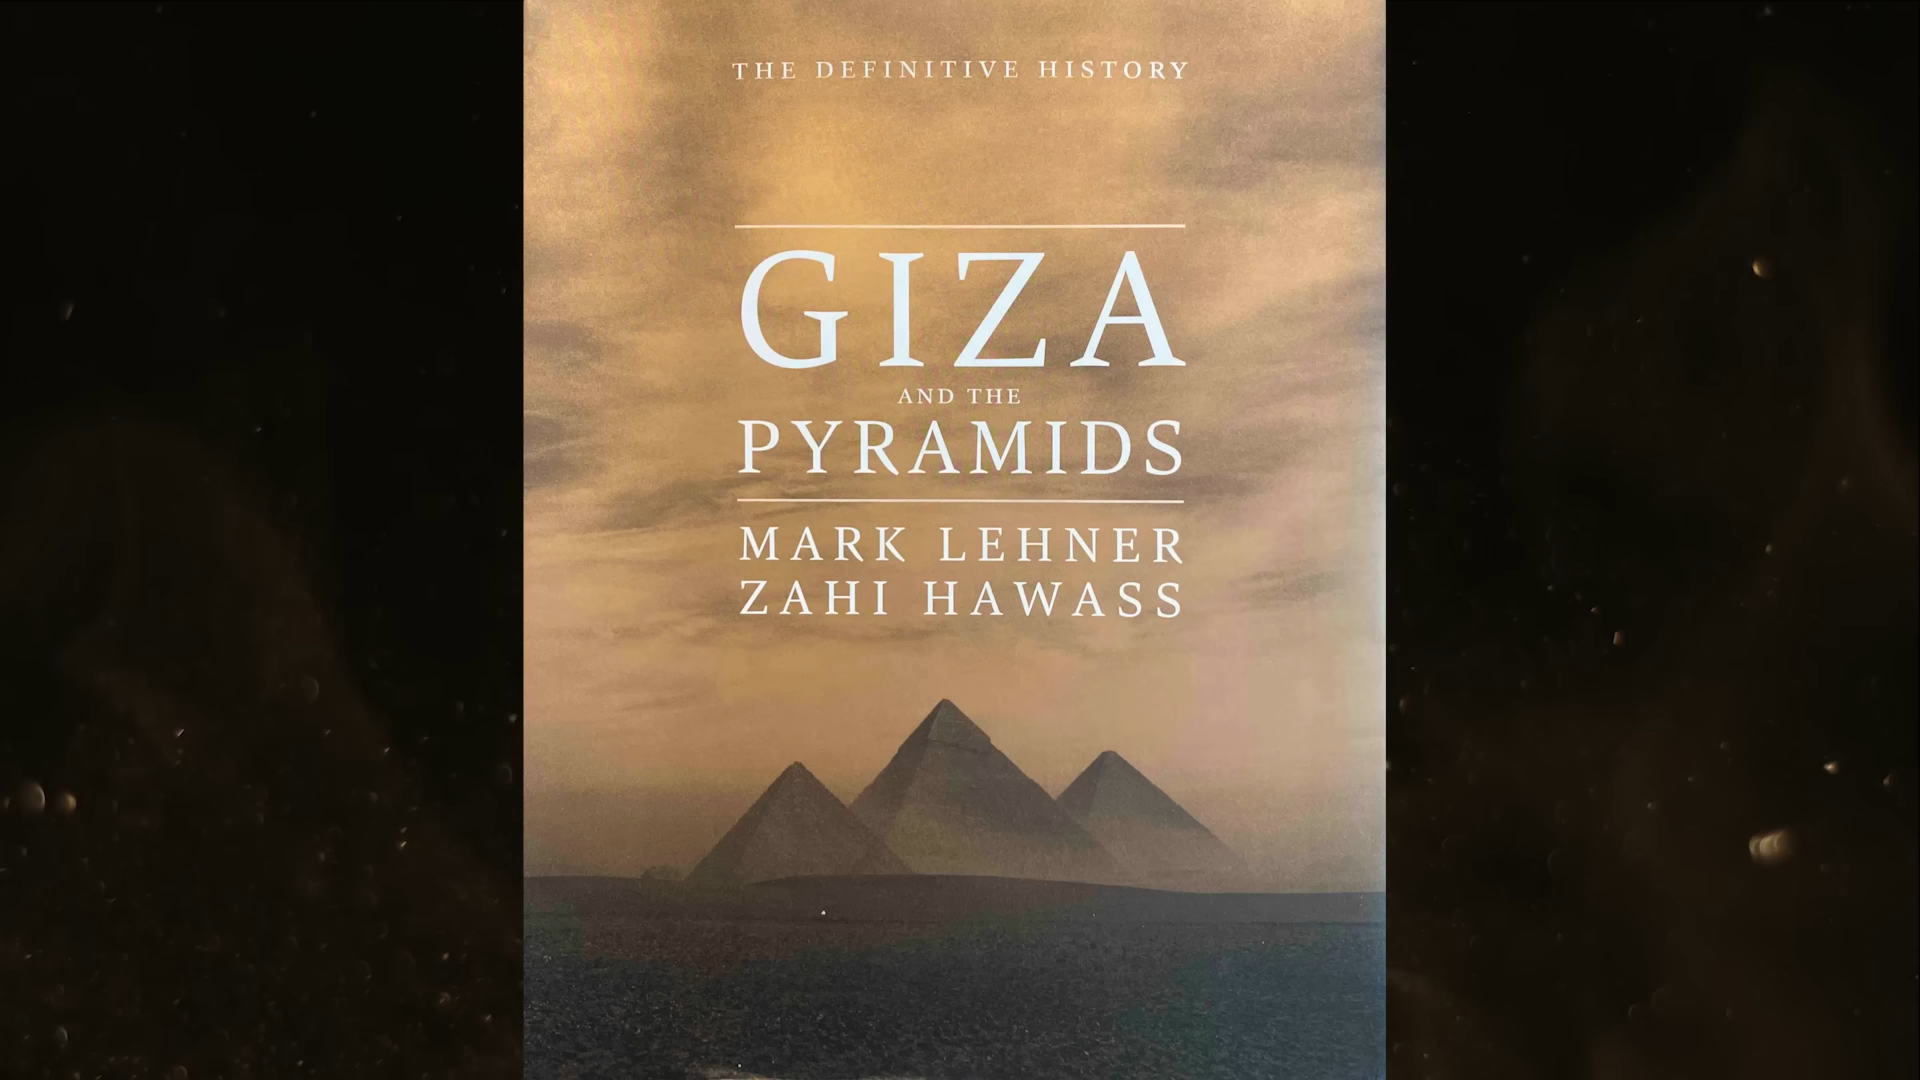 THE DEFINITIVE HISTORY
GIZA
AND THE
PYRAMIDS
MARK LEHNER
ZAHI HAWASS